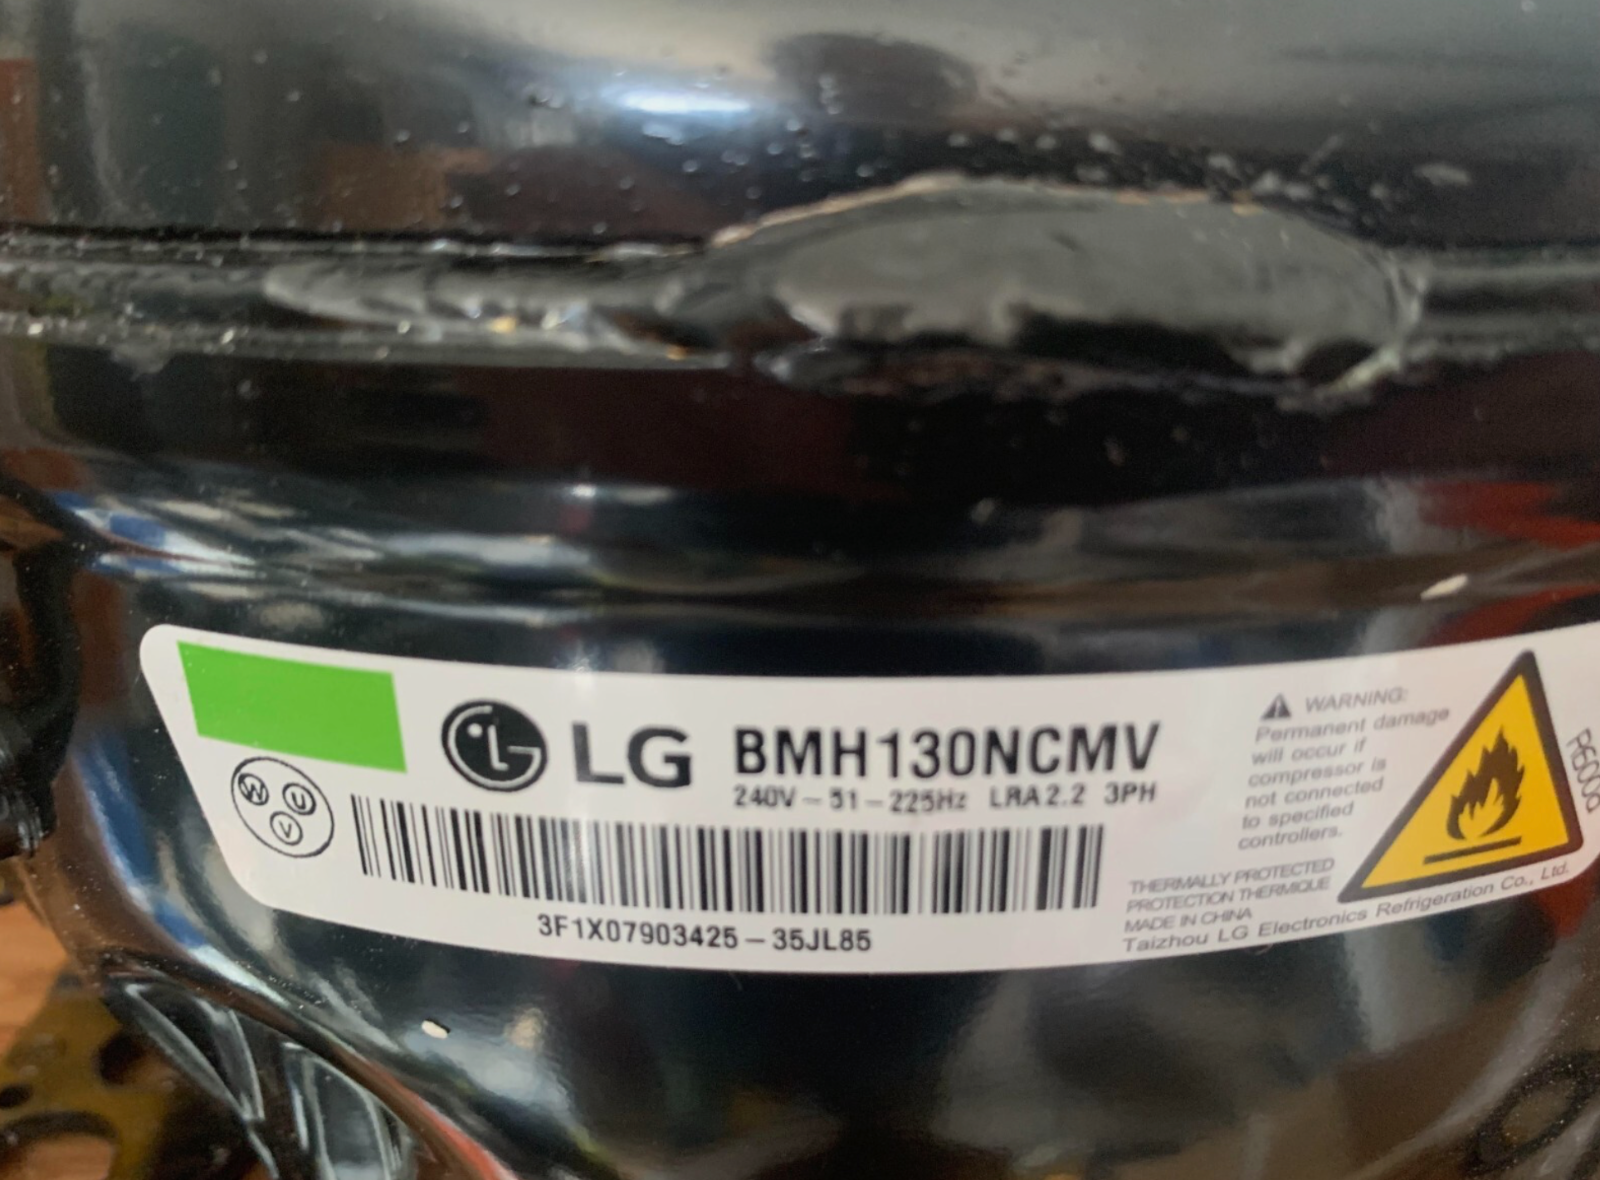 LG BMH130NCMV
240V – 51 – 225Hz LRA 2.2 3PH
W U
V
3F1X07903425 – 35JL85
WARNING:
Permanent damage
will occur if
compressor is
not connected
to specified
controllers.
THERMALLY PROTECTED
PROTECTION THERMIQUE
MADE IN CHINA
Taizhou LG Electronics Refrigeration Co., Ltd.
R600a